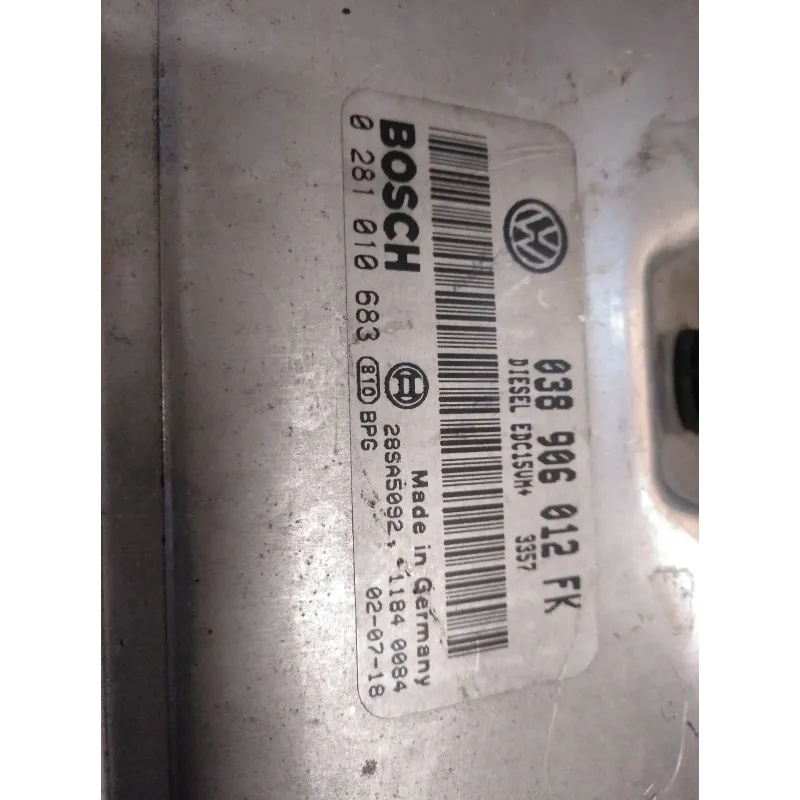 038 906 012 FK
DIESEL EDC15VM+ 3357
BOSCH Made in Germany
28SA5092 1184 0084
0 281 010 683 810 BPG 02-07-18